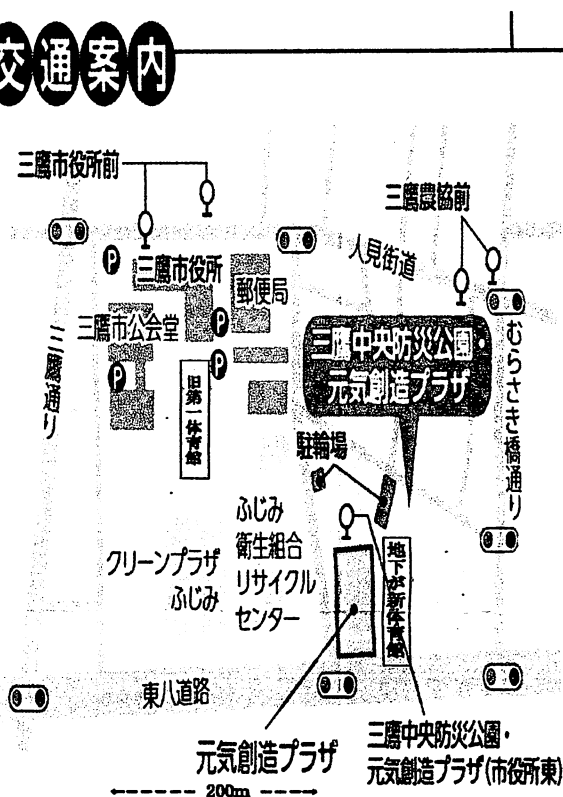 交通案内
三鷹市役所前
三鷹農協前
人見街道
三鷹市役所
郵便局
三鷹市公会堂
P
P
P
P
三鷹中央防災公園・
元気創造プラザ
三鷹通り
旧第一体育館
むらさき橋通り
駐輪場
ふじみ
衛生組合
リサイクル
センター
クリーンプラザ
ふじみ
地下が新体育館
東八道路
元気創造プラザ
三鷹中央防災公園・
元気創造プラザ(市役所東)
200m